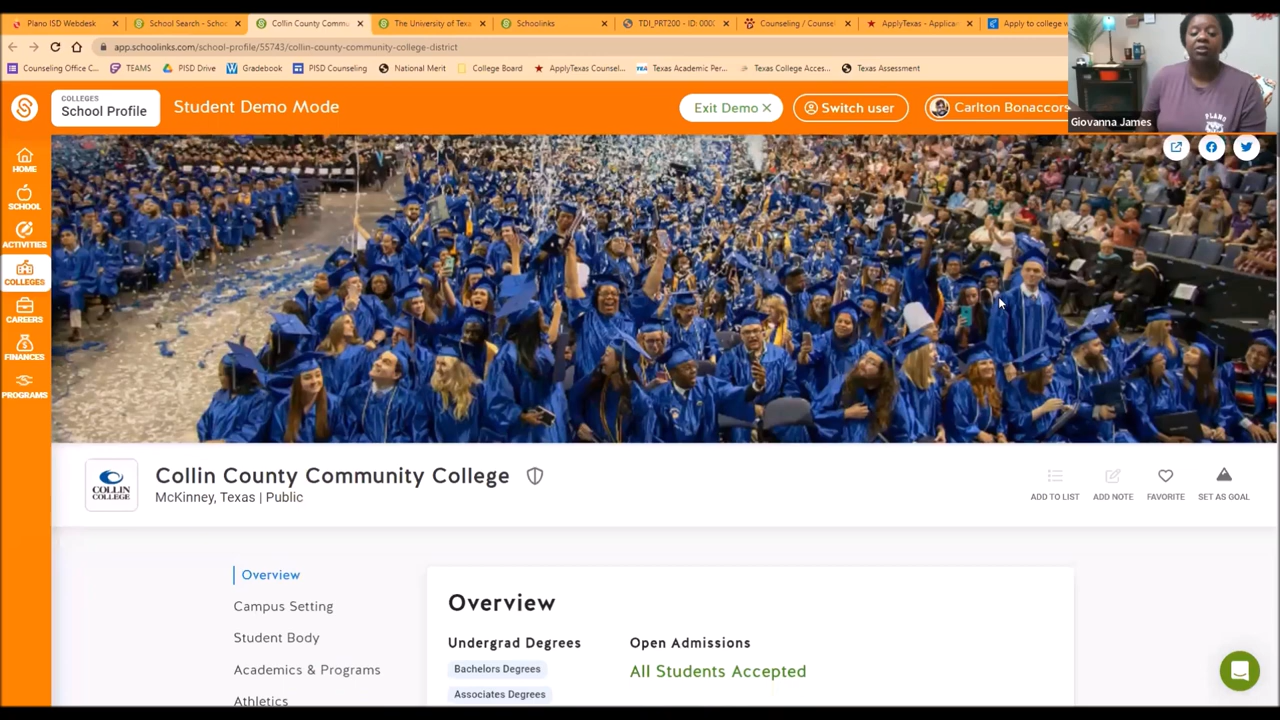 Plano ISD Webdesk
School Search - Schoo
Collin County Commu
The University of Tex
Schoolinks
TDI_PRT200 - ID: 000
Counseling / Counse
ApplyTexas - Applica
Apply to college w
app.schoolinks.com/school-profile/55743/collin-county-community-college-district
Counseling Office C...
TEAMS
PISD Drive
Gradebook
PISD Counseling
National Merit
College Board
ApplyTexas Counsel...
TEA
Texas Academic Per...
Texas College Acces...
Texas Assessment
COLLEGES
School Profile
Student Demo Mode
Exit Demo ×
Switch user
Carlton Bonaccors
PLANO
Giovanna James
HOME
SCHOOL
ACTIVITIES
COLLEGES
CAREERS
FINANCES
PROGRAMS
COLLIN
COLLEGE
Collin County Community College
McKinney, Texas | Public
ADD TO LIST
ADD NOTE
FAVORITE
SET AS GOAL
Overview
Campus Setting
Student Body
Academics & Programs
Athletics
Overview
Undergrad Degrees
Bachelors Degrees
Associates Degrees
Open Admissions
All Students Accepted